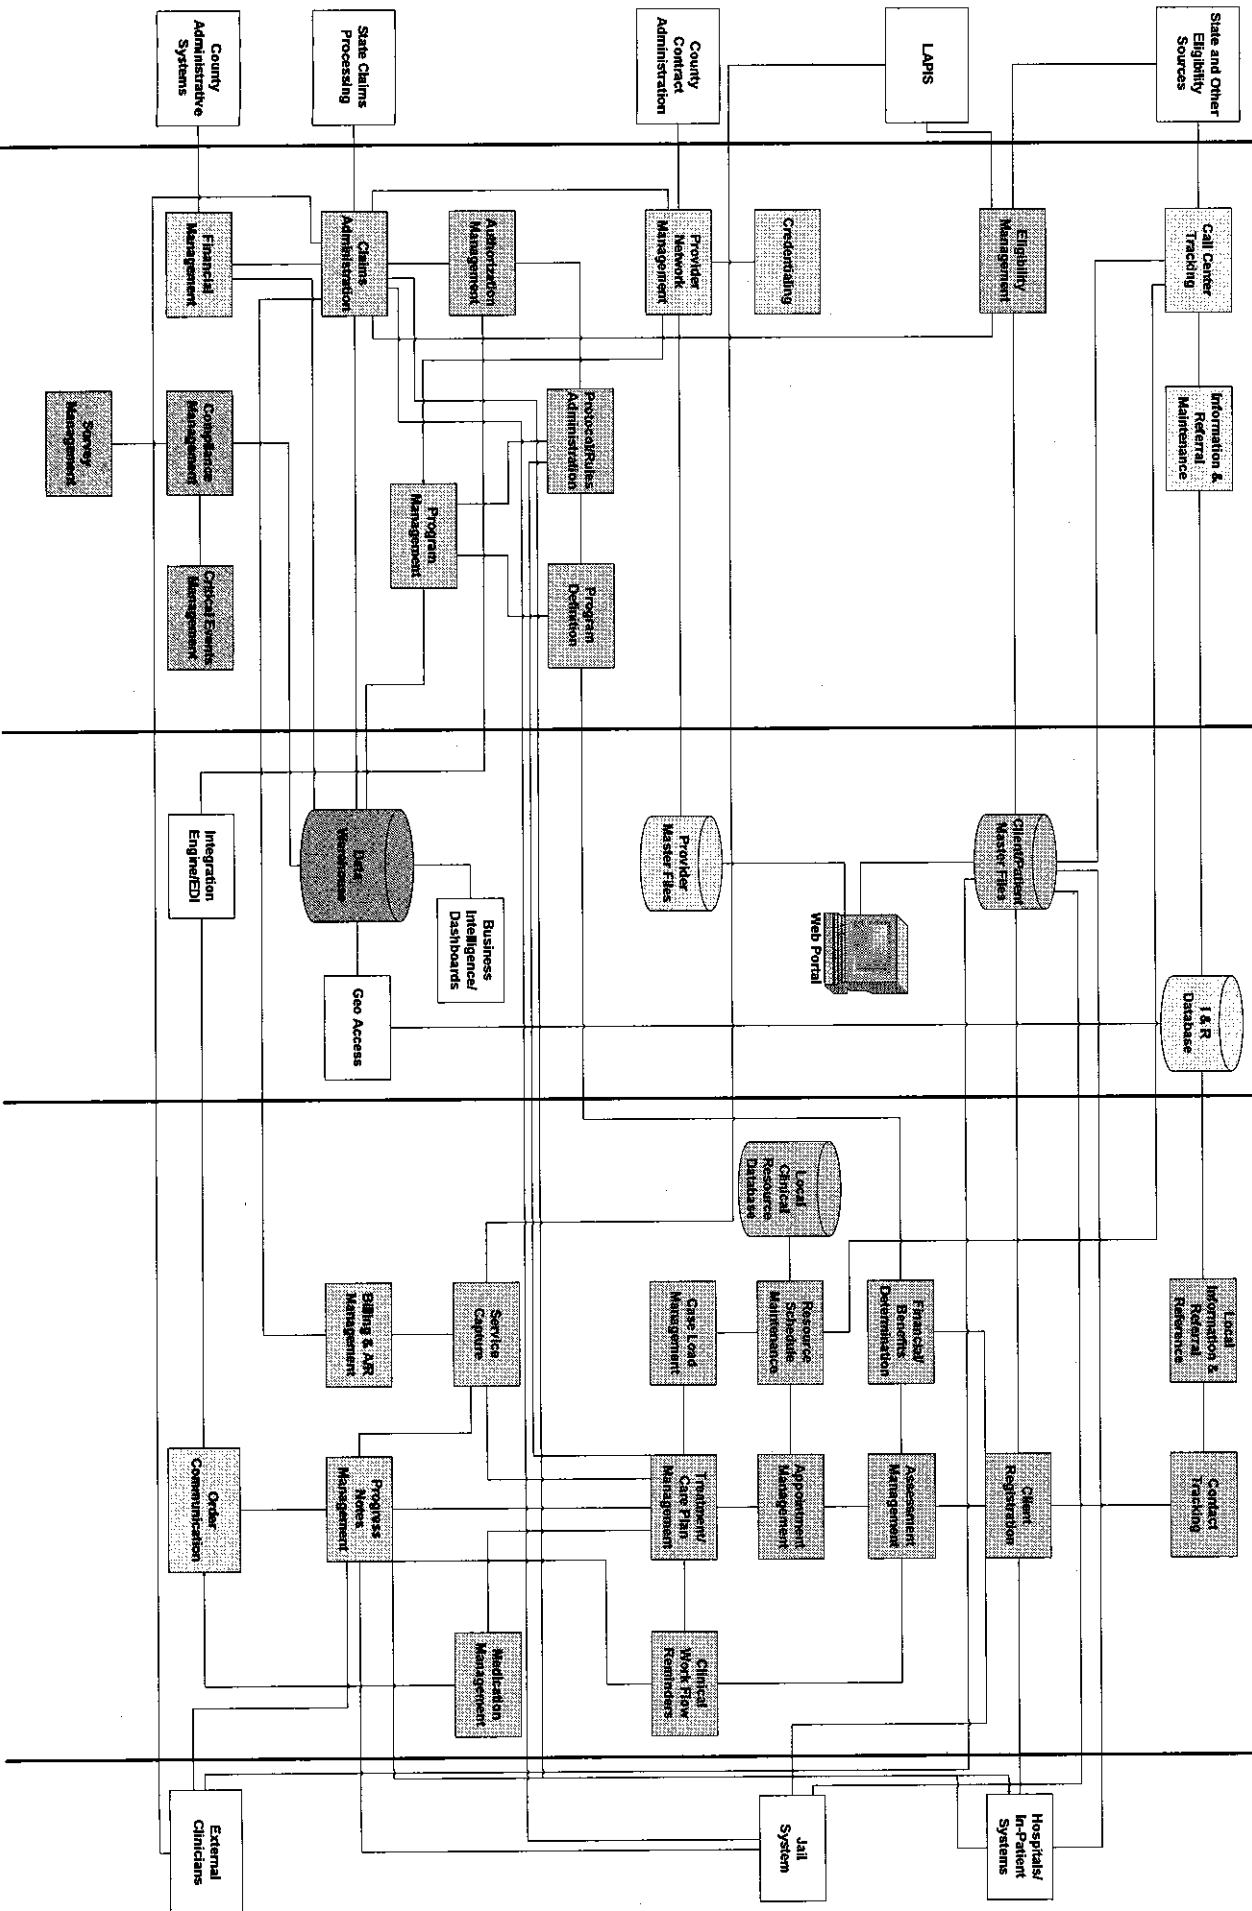 State and Other
Eligibility
Sources
LAPIS
County
Contract
Administration
State Claims
Processing
County
Administrative
Systems
Call Center
Tracking
Information &
Referral
Maintenance
Eligibility
Management
Credentialing
Provider
Network
Management
Authorization
Management
Claims
Administration
Financial
Management
Protocol/Rules
Administration
Program
Management
Program
Definition
Compliance
Management
Survey
Management
Critical Events
Management
I & R
Database
Client/Patient
Master Files
Web Portal
Provider
Master Files
Business
Intelligence/
Dashboards
Data
Warehouse
Geo Access
Integration
Engine/EDI
Local
Information &
Referral
Reference
Contact
Tracking
Client
Registration
Financial/
Benefits
Determination
Assessment
Management
Local
Clinical
Resource
Database
Resource
Schedule
Maintenance
Appointment
Management
Case Load
Management
Treatment/
Care Plan
Management
Clinical
Work Flow
Reminders
Service
Capture
Medication
Management
Billing & A/R
Management
Progress
Notes
Management
Order
Communication
Hospitals/
In-Patient
Systems
Jail
System
External
Clinicians